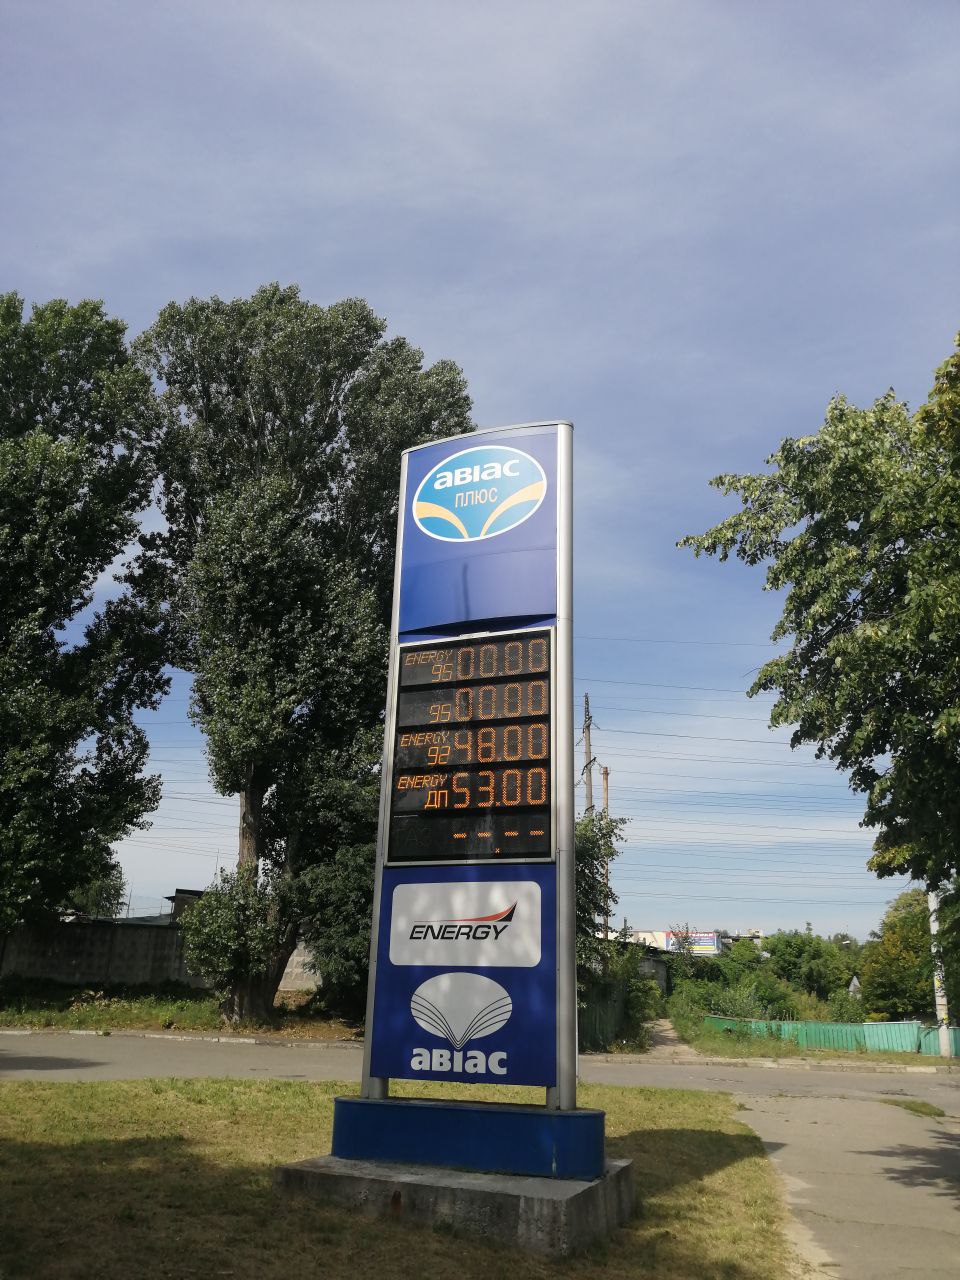 авіас
плюс
ENERGY
95 00.00
95 00.00
ENERGY
92 48.00
ENERGY
ДП 53.00
--.--
ENERGY
авіас